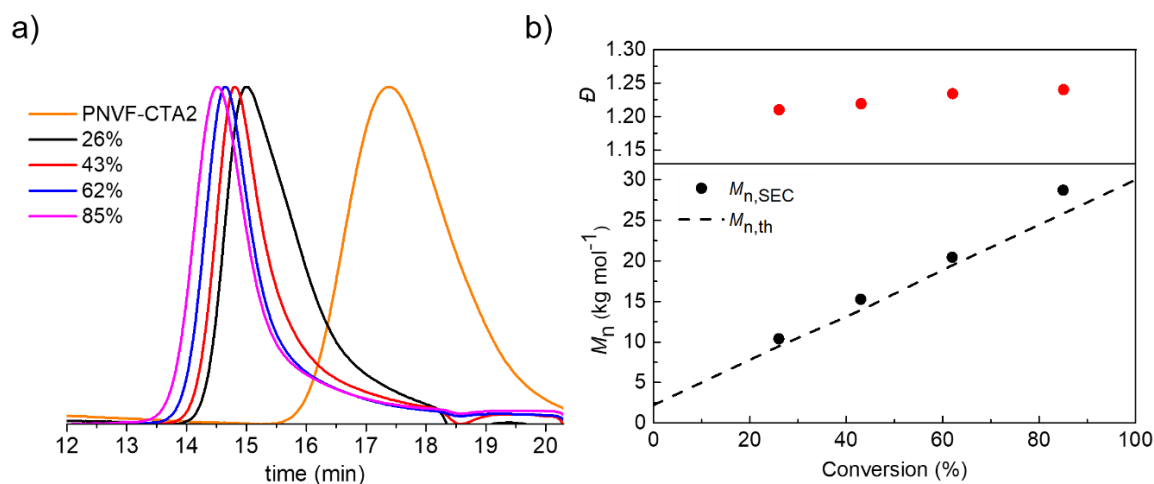 a)
PNVF-CTA2
26%
43%
62%
85%
12 13 14 15 16 17 18 19 20
time (min)
b)
1.30
1.25
1.20
1.15
Đ
30
25
20
15
10
5
0
Mn (kg mol⁻¹)
Mn,SEC
Mn,th
0 20 40 60 80 100
Conversion (%)